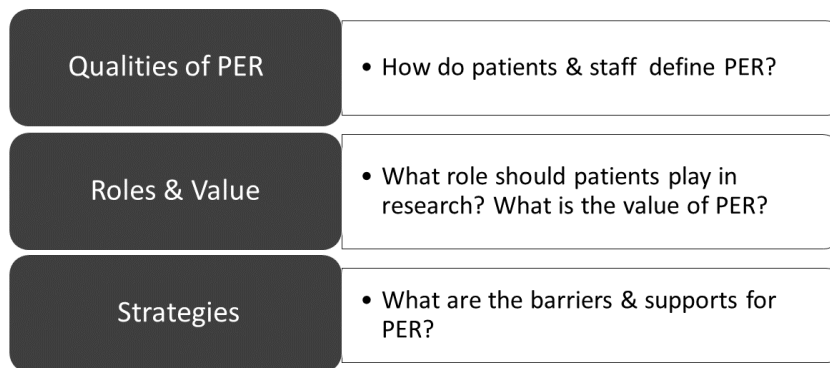 Qualities of PER
• How do patients & staff define PER?
Roles & Value
• What role should patients play in
research? What is the value of PER?
Strategies
• What are the barriers & supports for
PER?